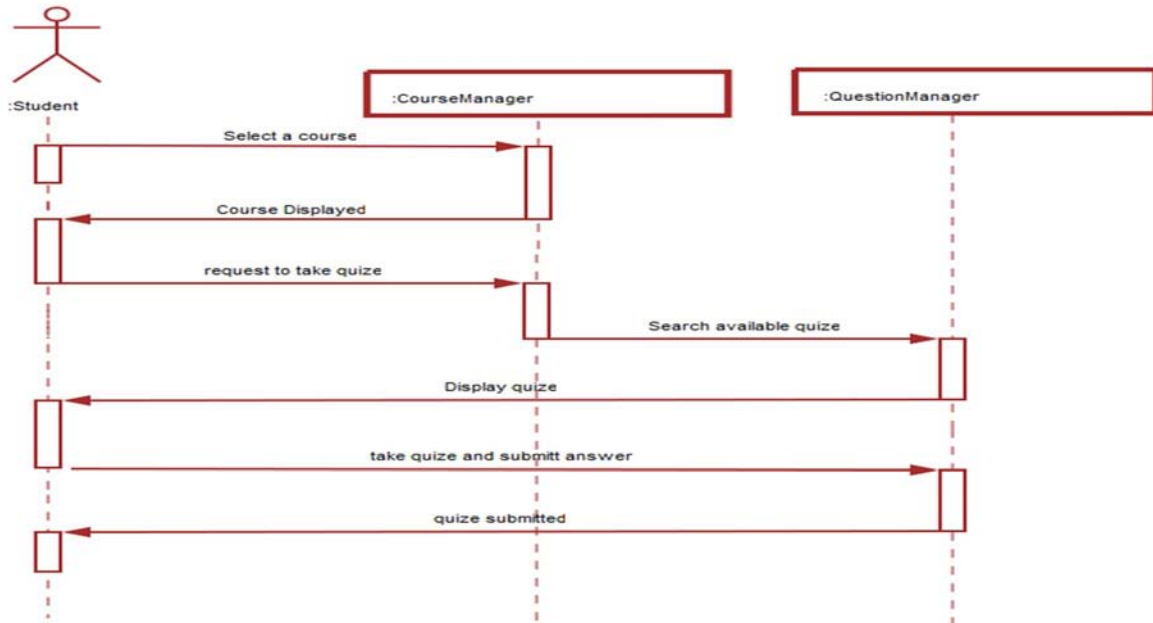 :Student
:CourseManager
:QuestionManager
Select a course
Course Displayed
request to take quize
Search available quize
Display quize
take quize and submitt answer
quize submitted